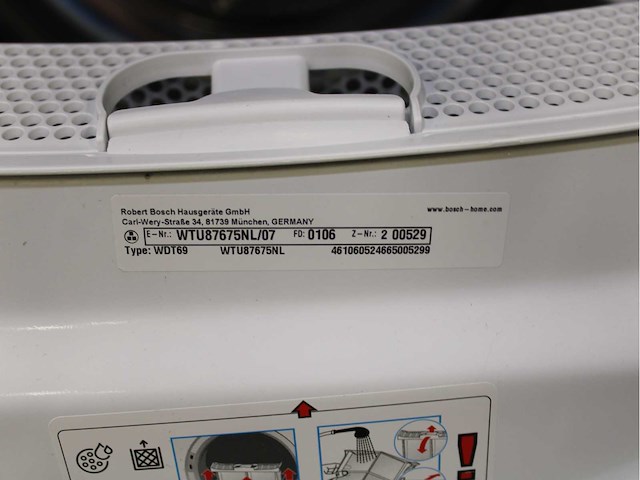 Robert Bosch Hausgeräte GmbH www.bosch-home.com
Carl-Wery-Straße 34, 81739 München, GERMANY
E-Nr.: WTU87675NL/07 FD: 0106 Z-Nr.: 2 00529
Type: WDT69 WTU87675NL 461060524665005299